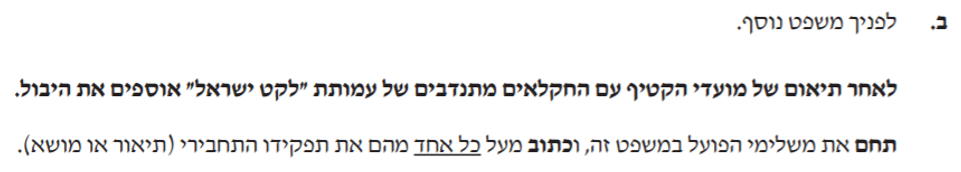 ב. לפניך משפט נוסף.
לאחר תיאום של מועדי הקטיף עם החקלאים מתנדבים של עמותת "לקט ישראל" אוספים את היבול.
תחם את משלימי הפועל במשפט זה, וכתוב מעל כל אחד מהם את תפקידו התחבירי (תיאור או מושא).